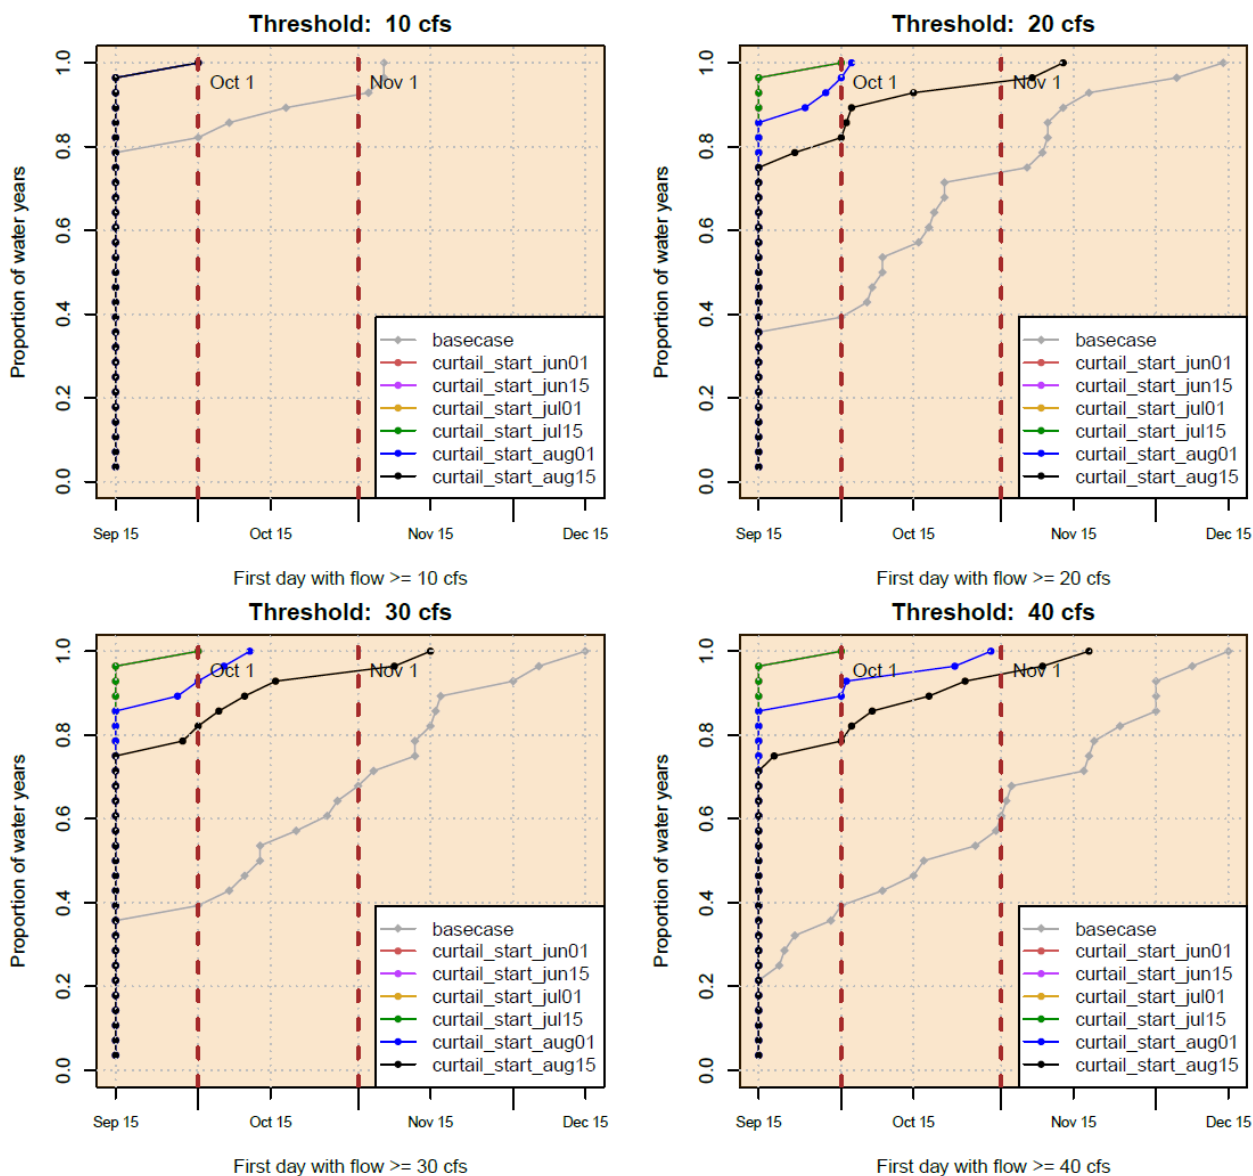 Threshold:  10 cfs
Proportion of water years
1.0
0.8
0.6
0.4
0.2
0.0
Oct 1
Nov 1
basecase
curtail_start_jun01
curtail_start_jun15
curtail_start_jul01
curtail_start_jul15
curtail_start_aug01
curtail_start_aug15
Sep 15
Oct 15
Nov 15
Dec 15
First day with flow >= 10 cfs
Threshold:  20 cfs
Proportion of water years
1.0
0.8
0.6
0.4
0.2
0.0
Oct 1
Nov 1
basecase
curtail_start_jun01
curtail_start_jun15
curtail_start_jul01
curtail_start_jul15
curtail_start_aug01
curtail_start_aug15
Sep 15
Oct 15
Nov 15
Dec 15
First day with flow >= 20 cfs
Threshold:  30 cfs
Proportion of water years
1.0
0.8
0.6
0.4
0.2
0.0
Oct 1
Nov 1
basecase
curtail_start_jun01
curtail_start_jun15
curtail_start_jul01
curtail_start_jul15
curtail_start_aug01
curtail_start_aug15
Sep 15
Oct 15
Nov 15
Dec 15
First day with flow >= 30 cfs
Threshold:  40 cfs
Proportion of water years
1.0
0.8
0.6
0.4
0.2
0.0
Oct 1
Nov 1
basecase
curtail_start_jun01
curtail_start_jun15
curtail_start_jul01
curtail_start_jul15
curtail_start_aug01
curtail_start_aug15
Sep 15
Oct 15
Nov 15
Dec 15
First day with flow >= 40 cfs